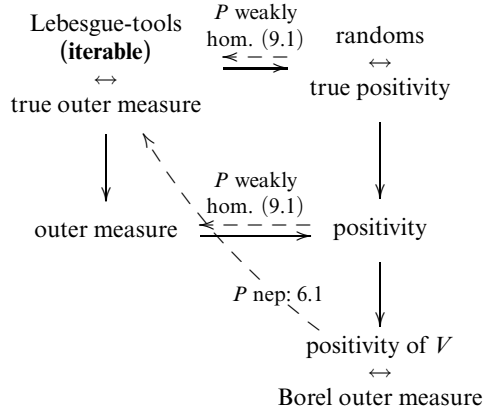 Lebesgue-tools
(iterable)
↔
true outer measure
P weakly
hom. (9.1)
randoms
↔
true positivity
outer measure
P weakly
hom. (9.1)
positivity
P nep: 6.1
positivity of V
↔
Borel outer measure